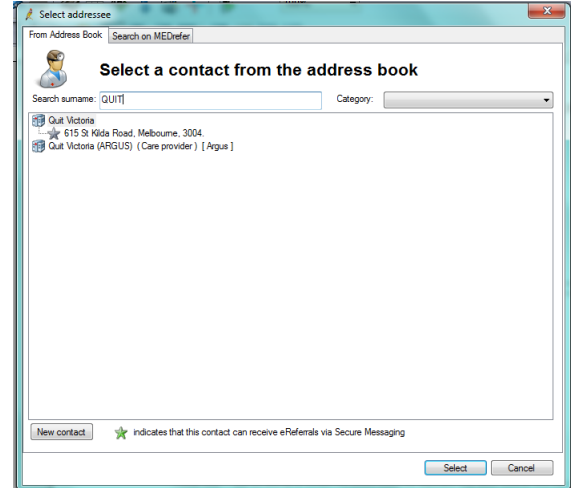 Select addressee
From Address Book Search on MEDrefer
Select a contact from the address book
Search surname: QUIT Category:
Quit Victoria
615 St Kilda Road, Melbourne, 3004.
Quit Victoria (ARGUS) (Care provider) [ Argus ]
New contact indicates that this contact can receive eReferrals via Secure Messaging
Select Cancel